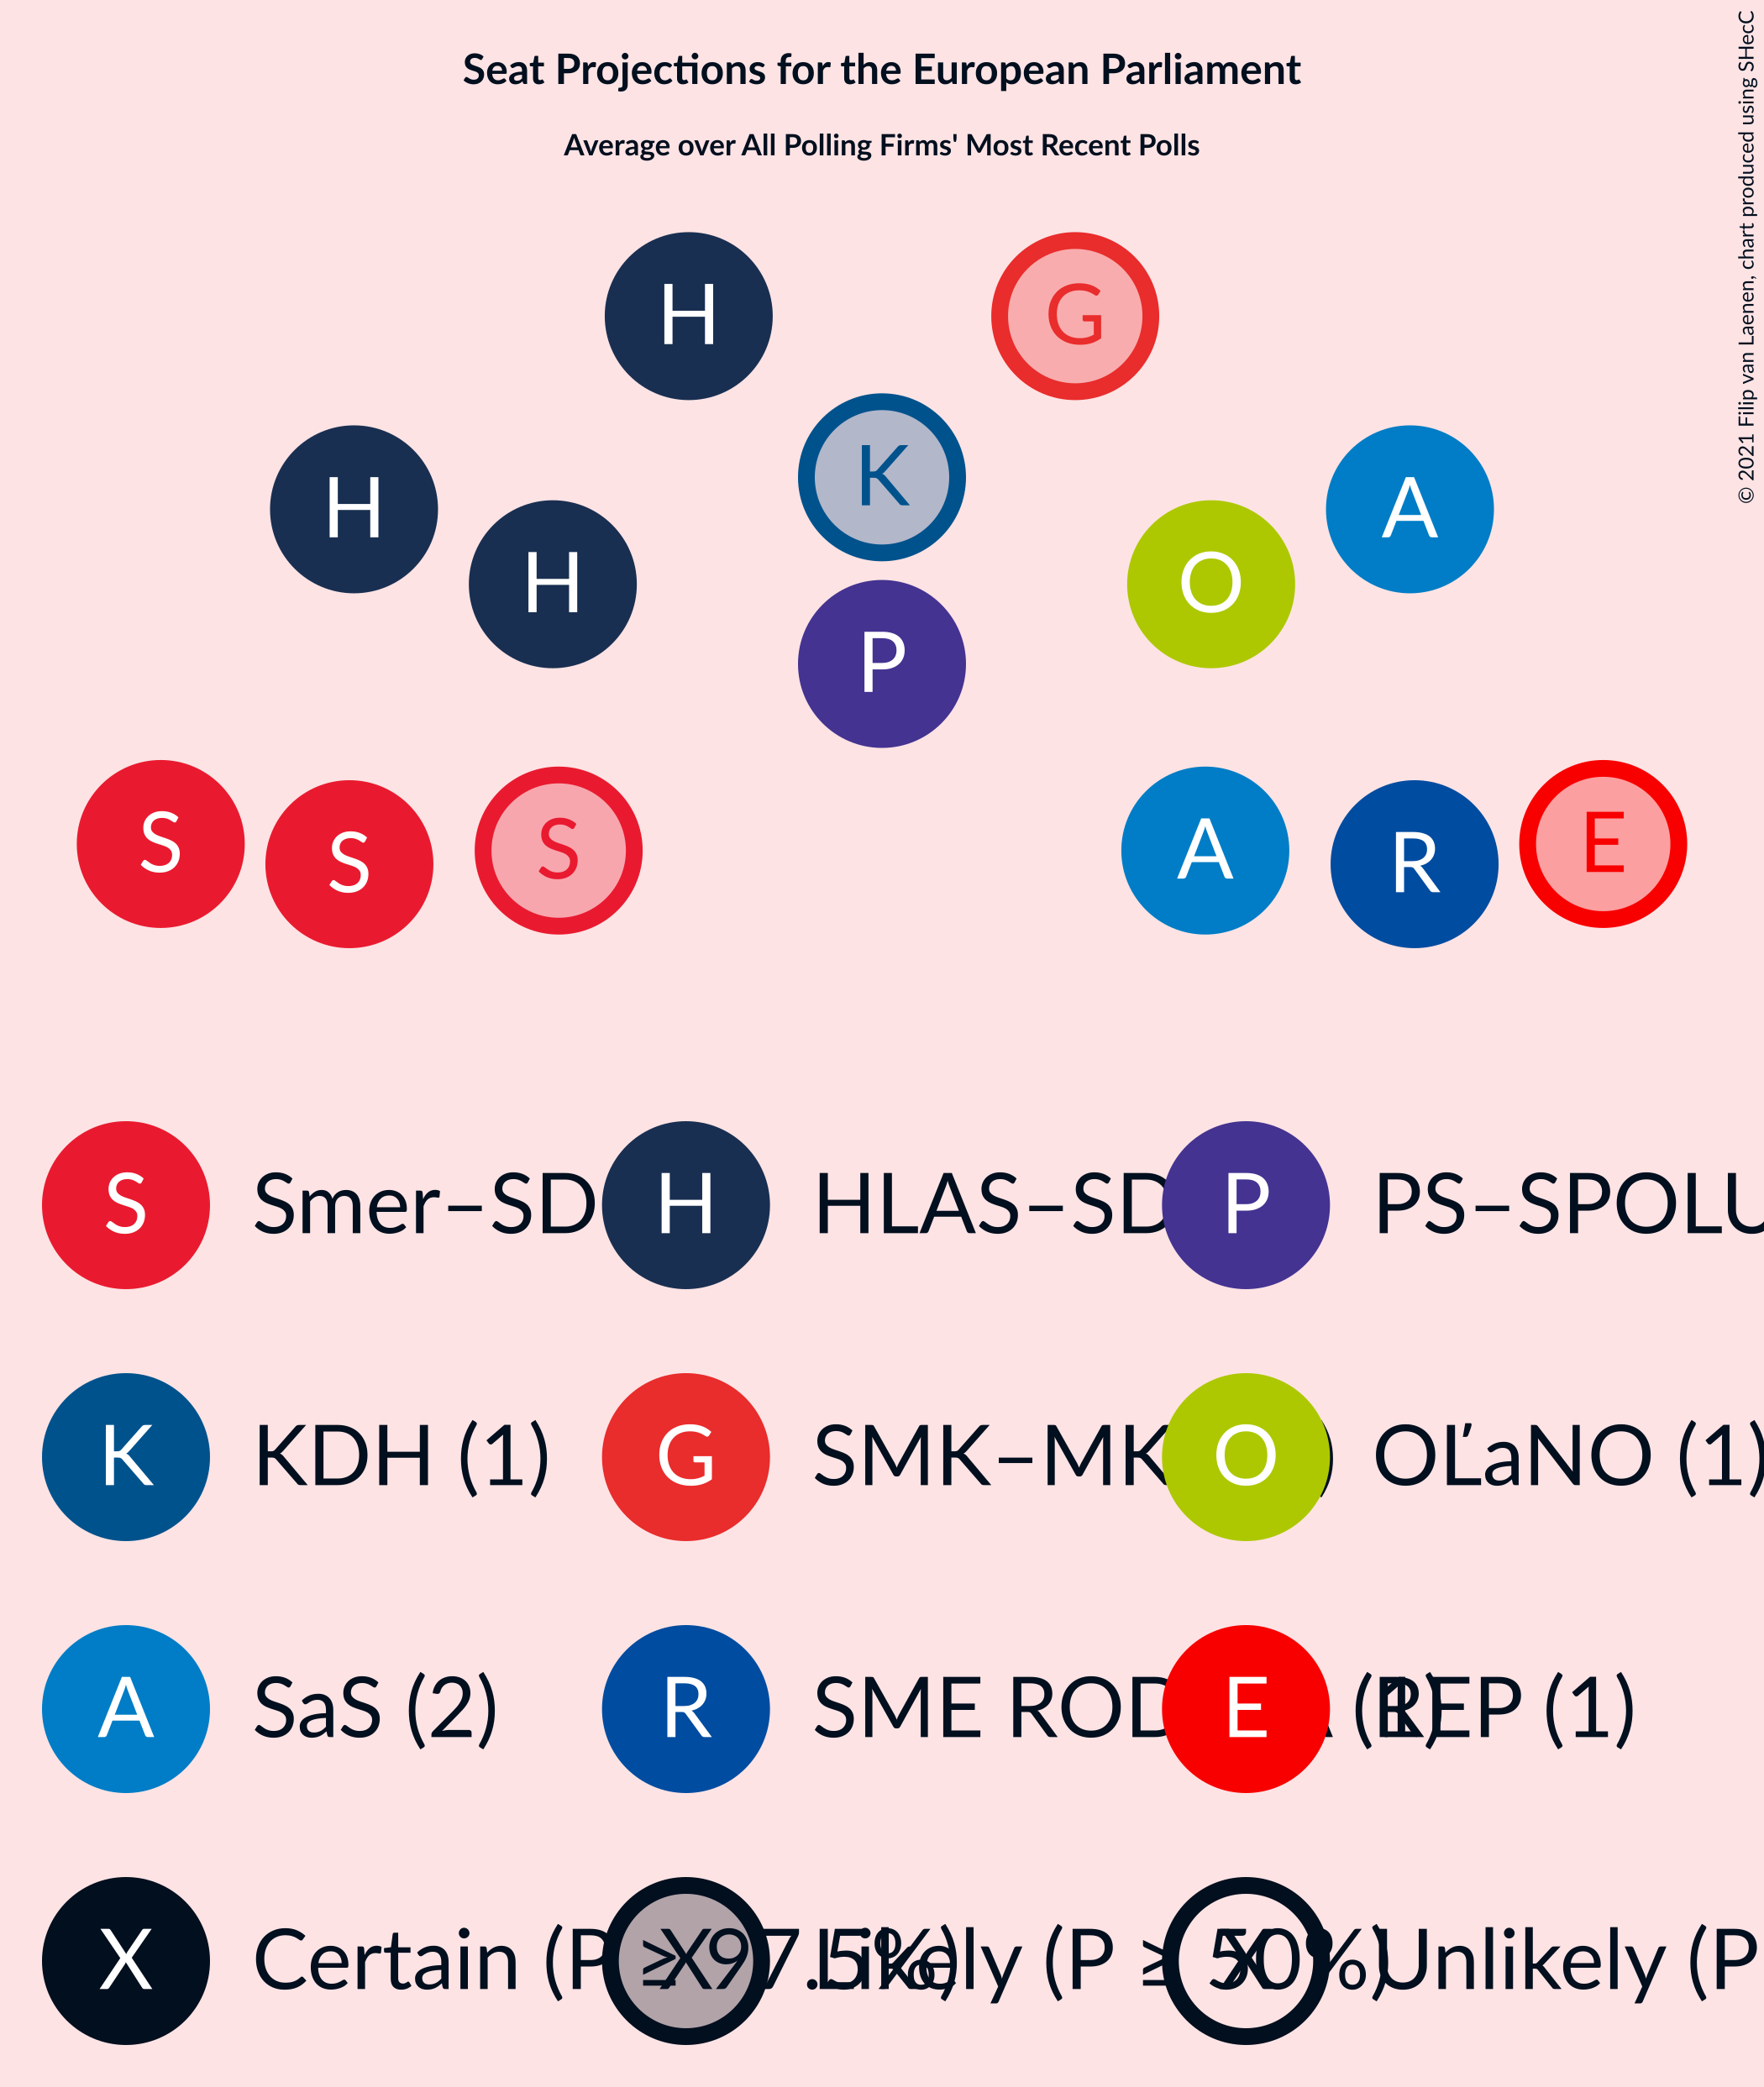 Seat Projections for the European Parliament
Average over All Polling Firms' Most Recent Polls
© 2021 Filip van Laenen, chart produced using SHecC
H G
K
H A
H O
P
S S S A R E
S Smer–SD H HLAS–SD P PS–SPOLU
K KDH (1) G SMK–MK O OĽaNO (1)
A SaS (2) R SME ROD (1) E REP (1)
X Certain (P ≥ 97.5%) X Likely (P ≥ 50%) X Unlikely (P